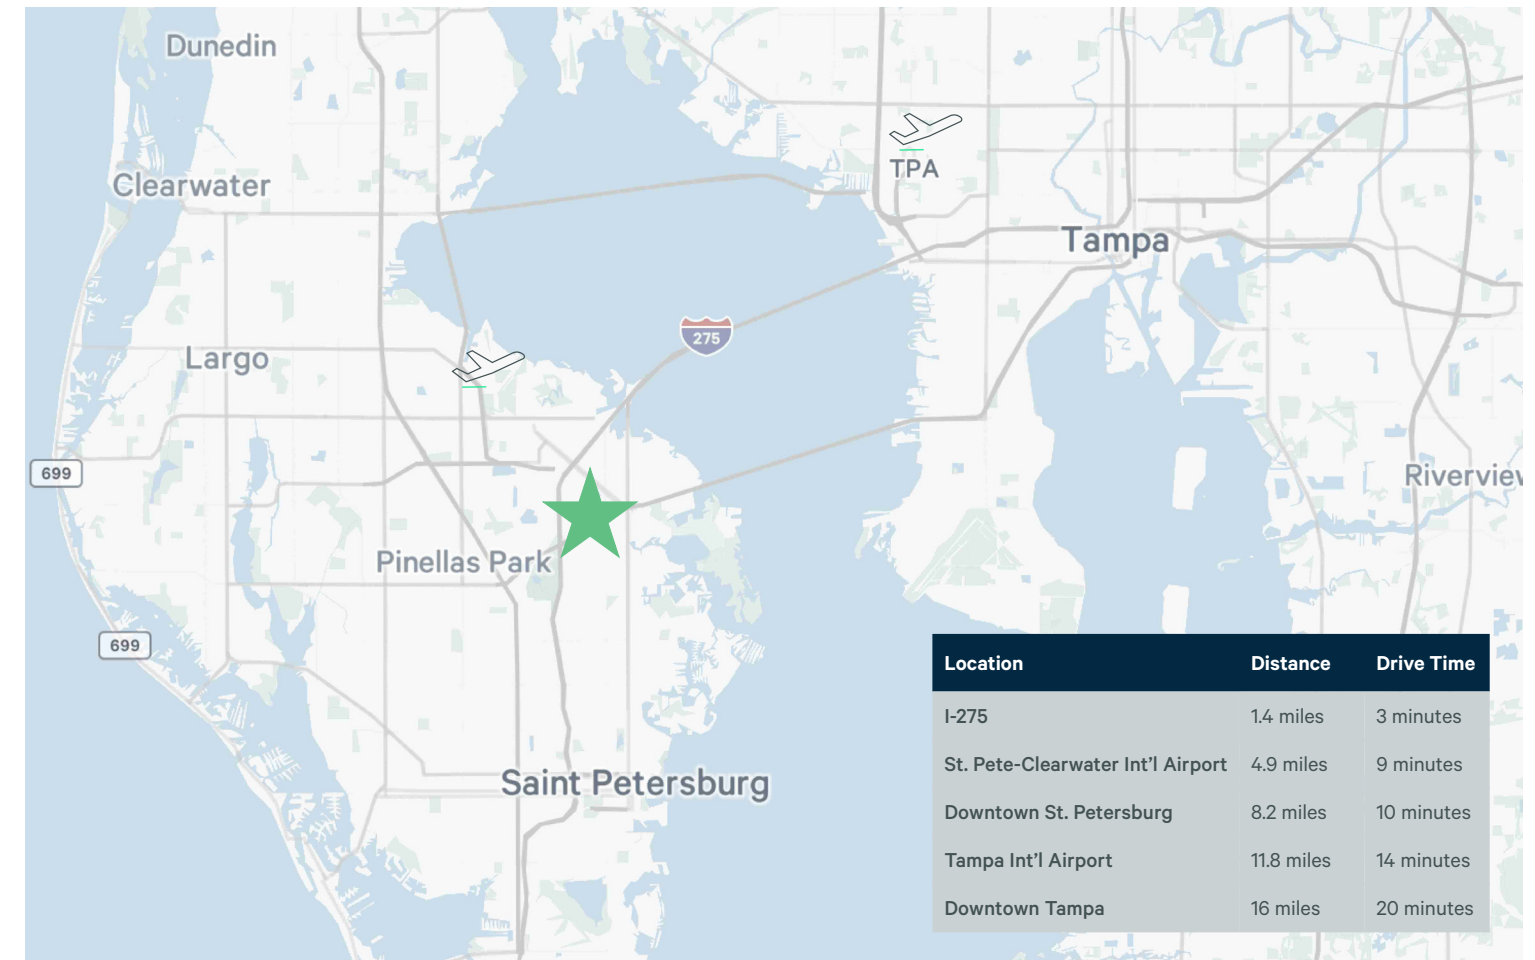 Dunedin
TPA
Clearwater
Tampa
275
Largo
699
Riverview
Pinellas Park
699
Saint Petersburg
Location Distance Drive Time
I-275 1.4 miles 3 minutes
St. Pete-Clearwater Int'l Airport 4.9 miles 9 minutes
Downtown St. Petersburg 8.2 miles 10 minutes
Tampa Int'l Airport 11.8 miles 14 minutes
Downtown Tampa 16 miles 20 minutes